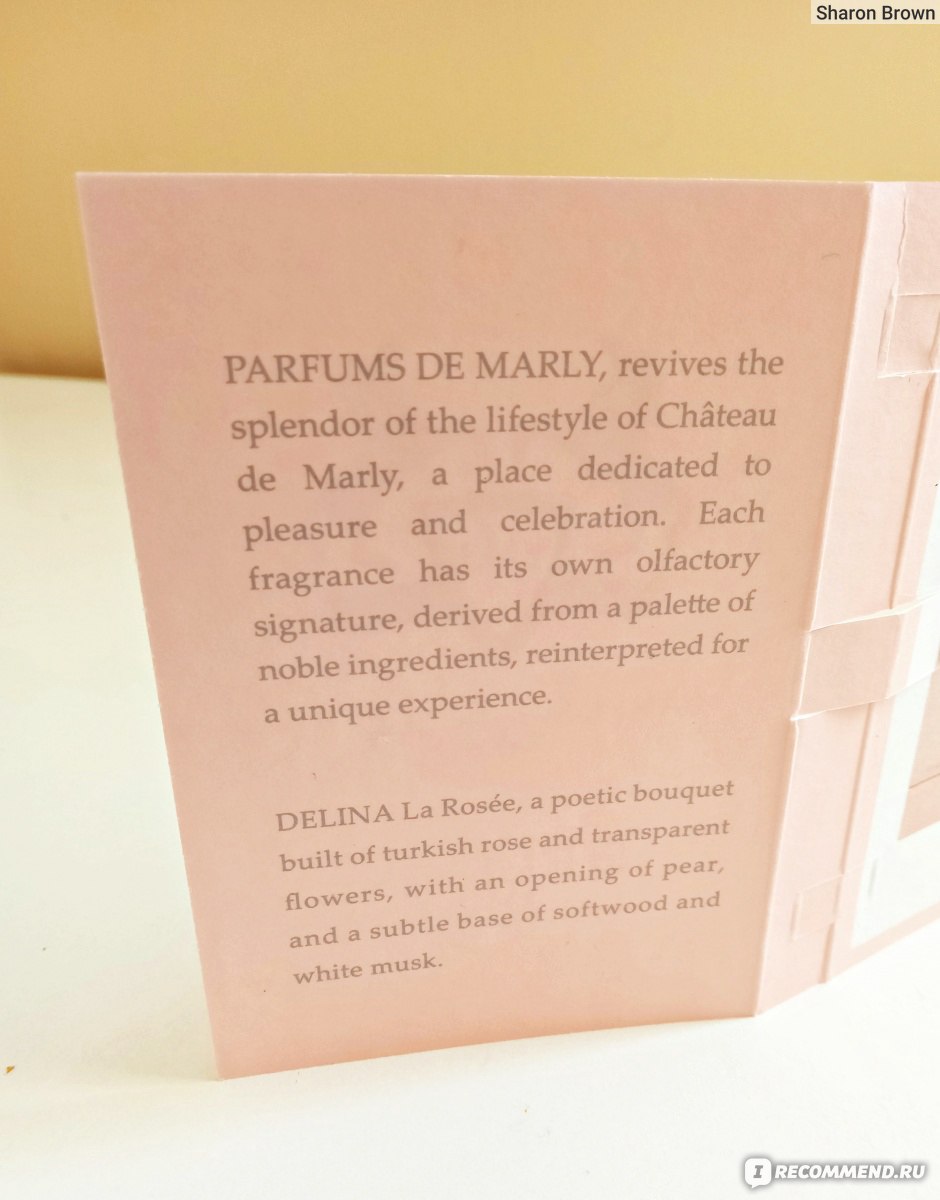 Sharon Brown
PARFUMS DE MARLY, revives the
splendor of the lifestyle of Château
de Marly, a place dedicated to
pleasure and celebration. Each
fragrance has its own olfactory
signature, derived from a palette of
noble ingredients, reinterpreted for
a unique experience.
DELINA La Rosée, a poetic bouquet
built of turkish rose and transparent
flowers, with an opening of pear,
and a subtle base of softwood and
white musk.
IRECOMMEND.RU